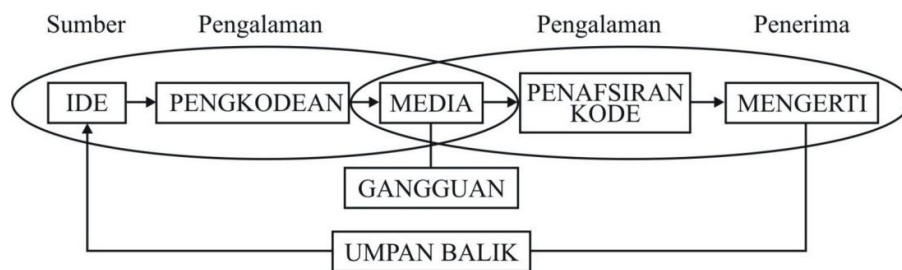 Sumber Pengalaman Pengalaman Penerima
IDE PENGKODEAN MEDIA PENAFSIRAN KODE MENGERTI
GANGGUAN
UMPAN BALIK